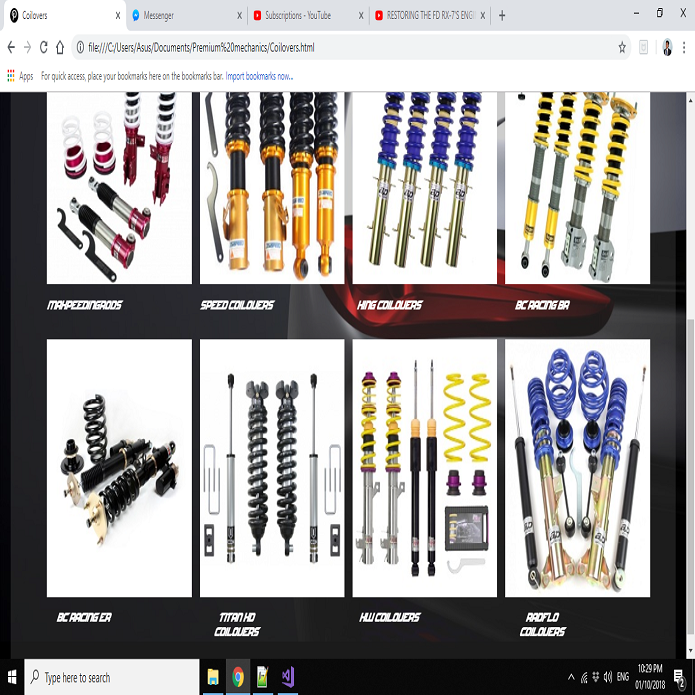 Coilovers
Messenger
Subscriptions - YouTube
RESTORING THE FD RX-7'S ENGI
file:///C:/Users/Asus/Documents/Premium%20mechanics/Coilovers.html
Apps For quick access, place your bookmarks here on the bookmarks bar. Import bookmarks now...
MAXPEEDINGRODS
SPEED COILOVERS
KING COILOVERS
BC RACING BR
BC RACING ER
TITAN HD
COILOVERS
KW COILOVERS
RADFLO
COILOVERS
Type here to search
ENG
10:29 PM
01/10/2018
2